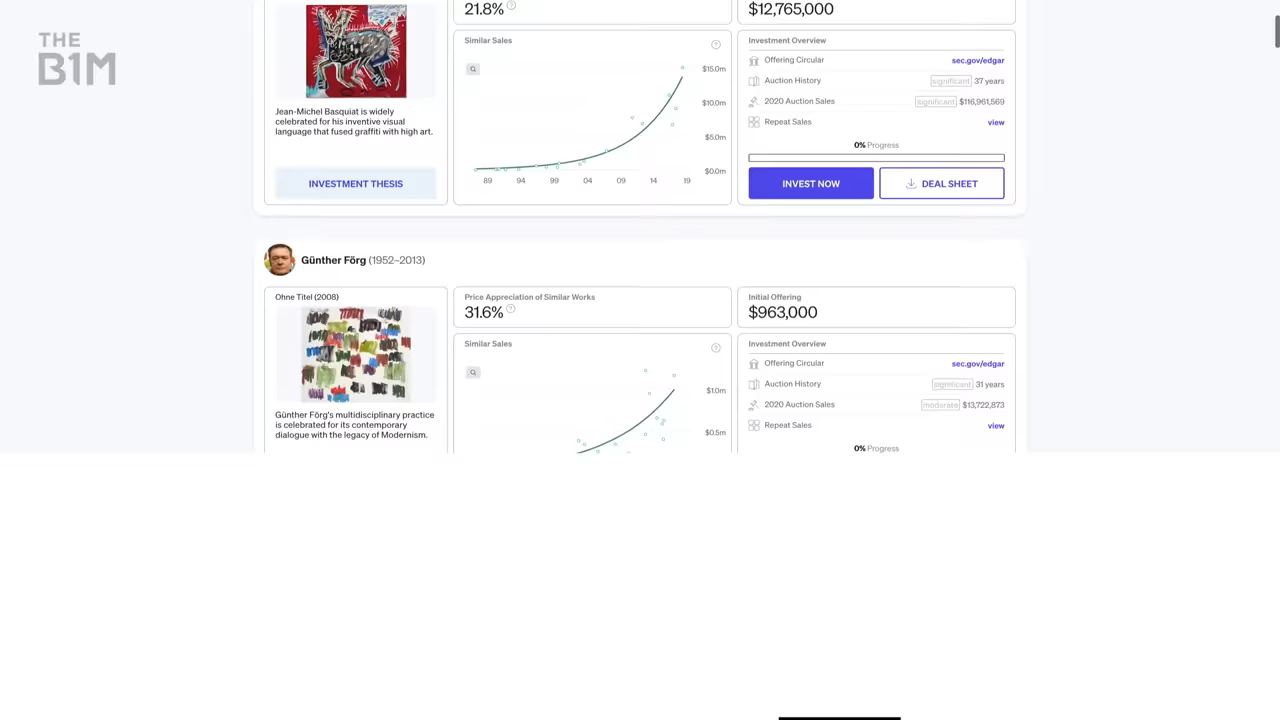 THE
B1M
21.8%
$12,765,000
Jean-Michel Basquiat is widely
celebrated for his inventive visual
language that fused graffiti with high art.
INVESTMENT THESIS
Similar Sales
?
$15.0m
$10.0m
$5.0m
$0.0m
89 94 99 04 09 14 19
Investment Overview
Offering Circular sec.gov/edgar
Auction History significant 37 years
2020 Auction Sales significant $116,961,569
Repeat Sales view
0% Progress
INVEST NOW
DEAL SHEET
Günther Förg (1952–2013)
Ohne Titel (2008)
Günther Förg's multidisciplinary practice
is celebrated for its contemporary
dialogue with the legacy of Modernism.
Price Appreciation of Similar Works
31.6% ?
Similar Sales
?
$1.0m
$0.5m
Initial Offering
$963,000
Investment Overview
Offering Circular sec.gov/edgar
Auction History significant 31 years
2020 Auction Sales moderate $13,722,873
Repeat Sales view
0% Progress